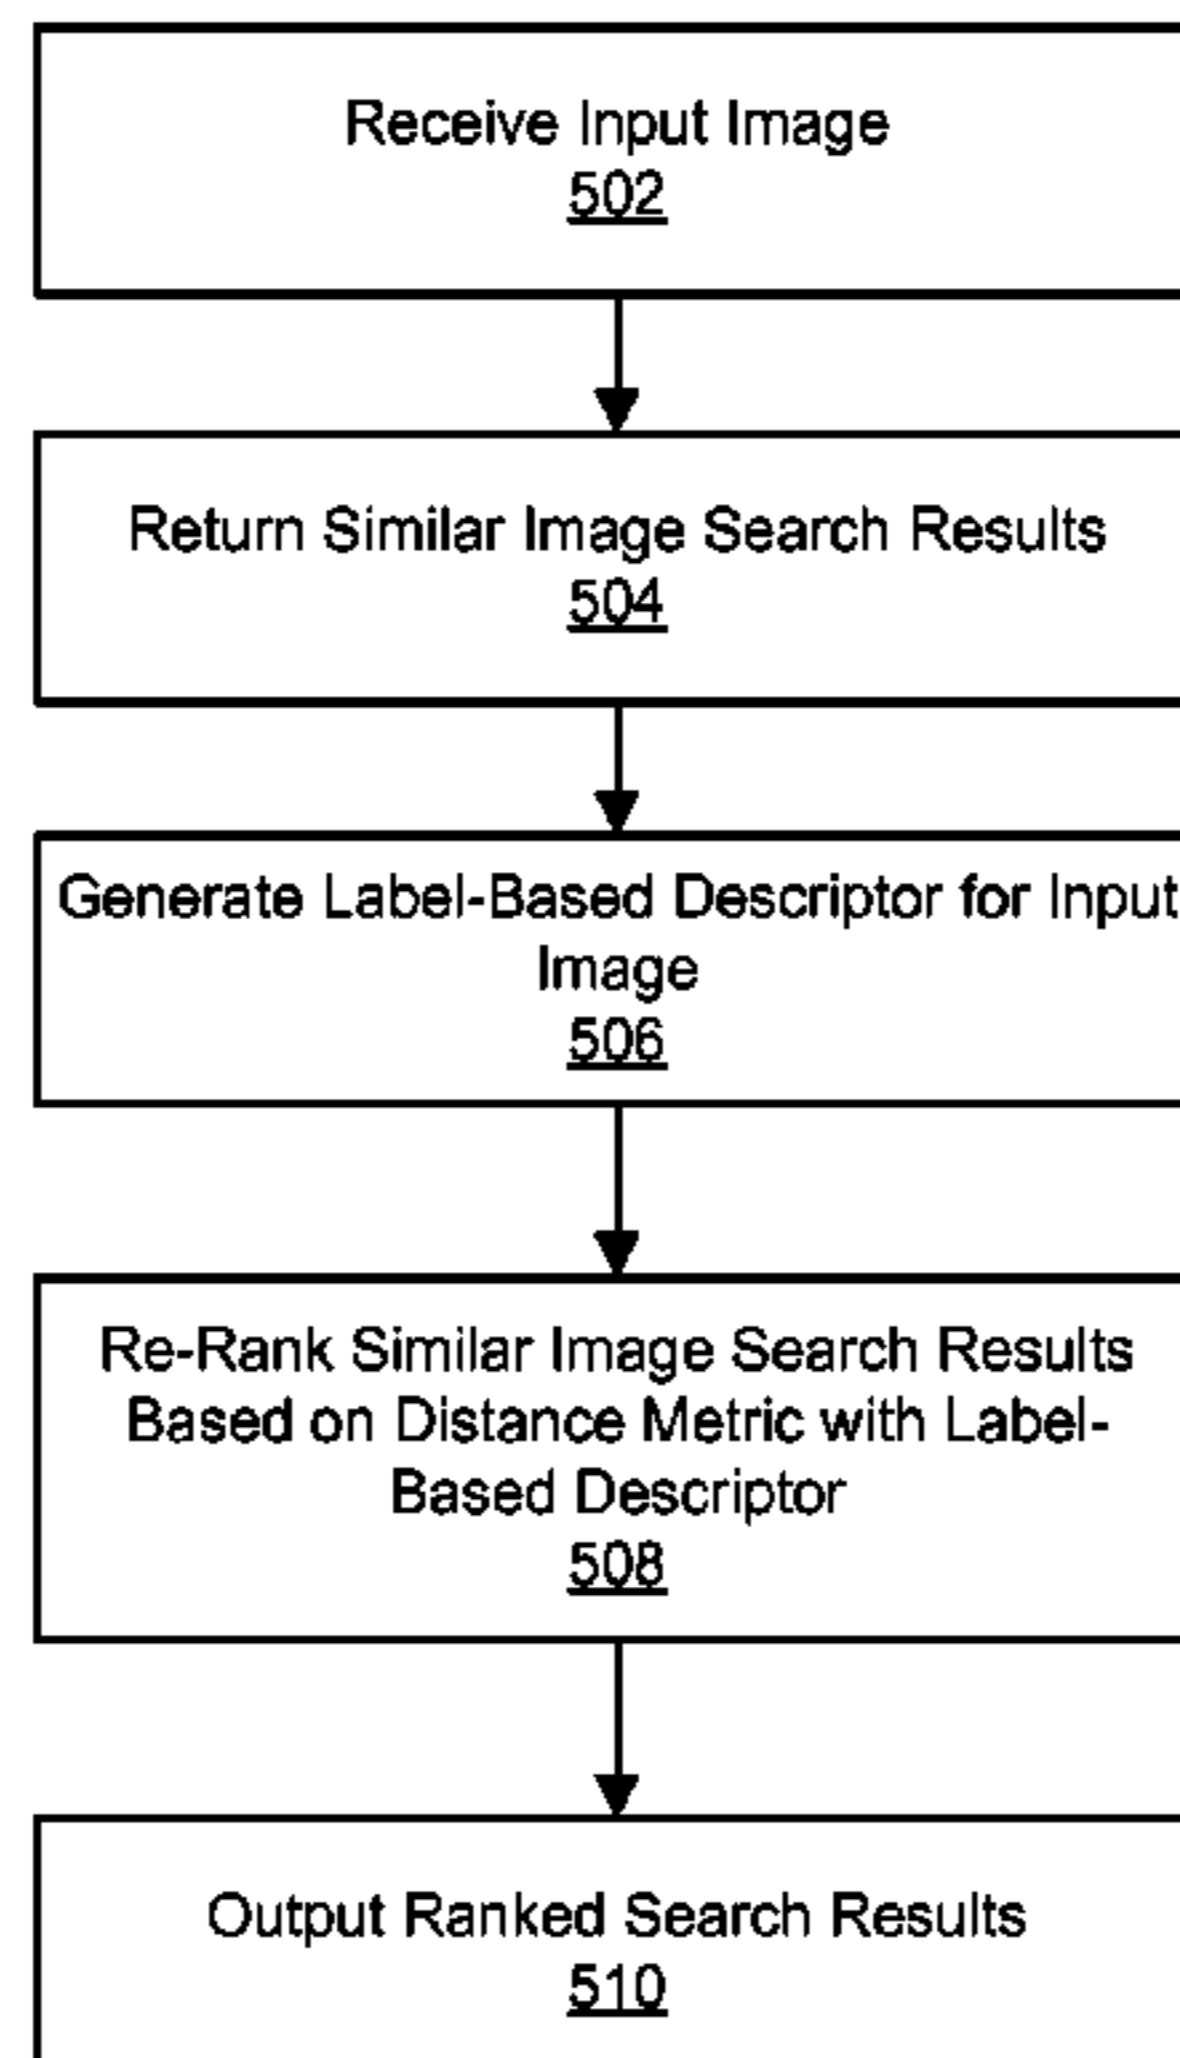 Receive Input Image
502
Return Similar Image Search Results
504
Generate Label-Based Descriptor for Input
Image
506
Re-Rank Similar Image Search Results
Based on Distance Metric with Label-
Based Descriptor
508
Output Ranked Search Results
510